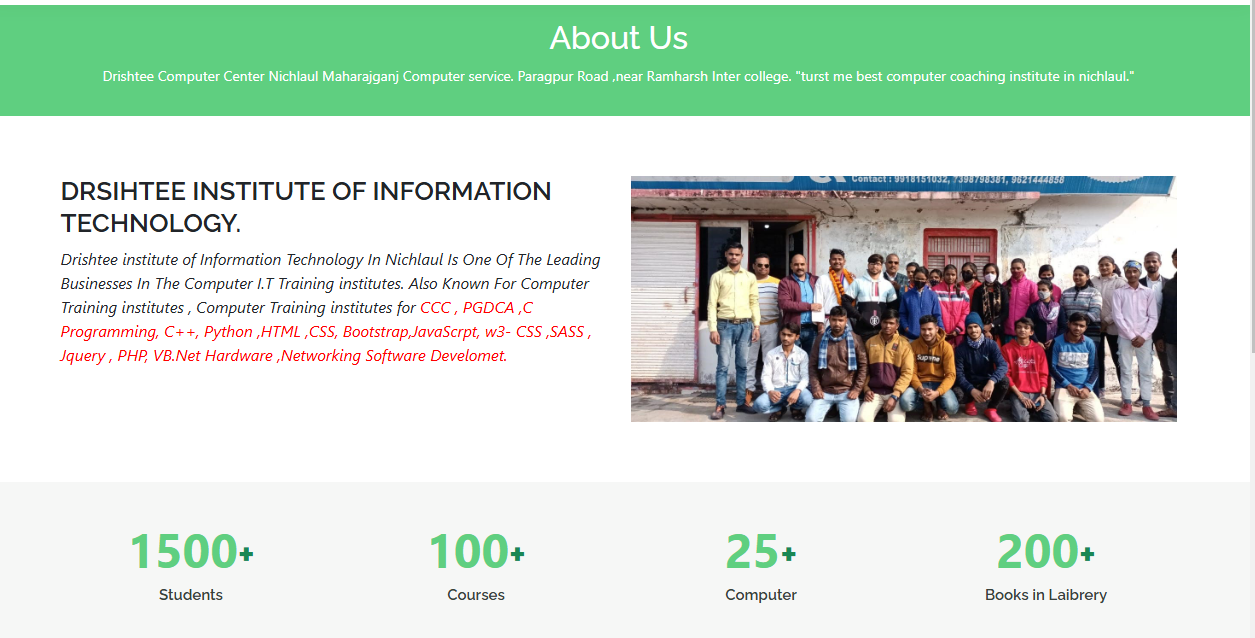 About Us
Drishtee Computer Center Nichlaul Maharajganj Computer service. Paragpur Road ,near Ramharsh Inter college. "turst me best computer coaching institute in nichlaul."
DRSIHTEE INSTITUTE OF INFORMATION
TECHNOLOGY.
Drishtee institute of Information Technology In Nichlaul Is One Of The Leading
Businesses In The Computer I.T Training institutes. Also Known For Computer
Training institutes , Computer Training institutes for CCC , PGDCA ,C
Programming, C++, Python ,HTML ,CSS, Bootstrap,JavaScrpt, w3- CSS ,SASS ,
Jquery , PHP, VB.Net Hardware ,Networking Software Develomet.
Contact : 9918151032, 7398798381, 9621444858
Supreme
1500+
Students
100+
Courses
25+
Computer
200+
Books in Laibrery